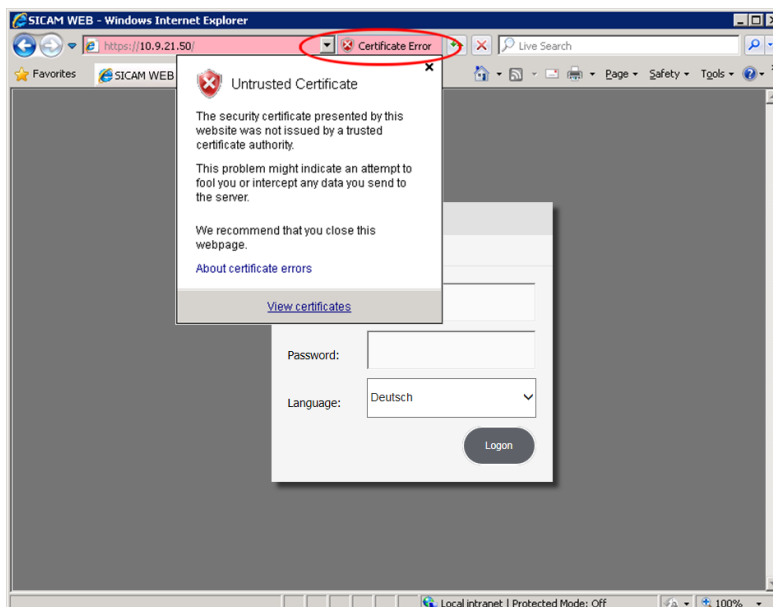 SICAM WEB - Windows Internet Explorer
https://10.9.21.50/
Certificate Error
Live Search
Favorites
SICAM WEB
Page
Safety
Tools
Untrusted Certificate
The security certificate presented by this
website was not issued by a trusted
certificate authority.
This problem might indicate an attempt to
fool you or intercept any data you send to
the server.
We recommend that you close this
webpage.
About certificate errors
View certificates
Password:
Language:
Deutsch
Logon
Local intranet | Protected Mode: Off
100%